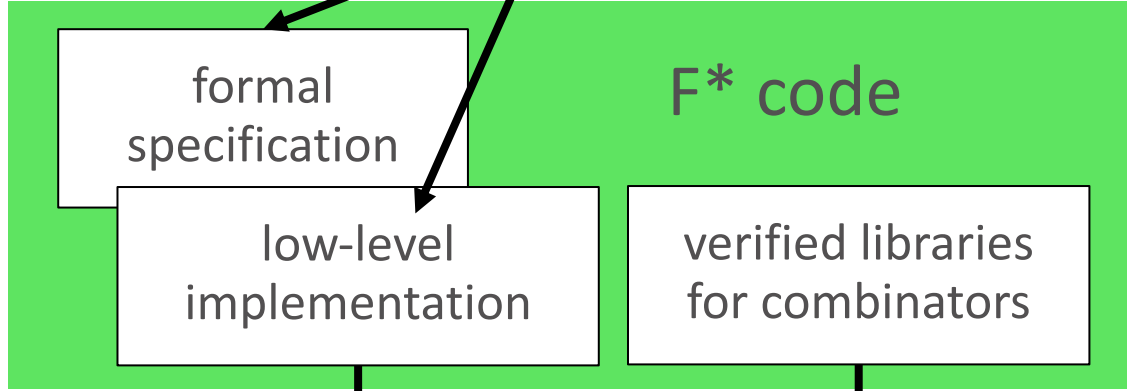 formal
specification
F* code
low-level
implementation
verified libraries
for combinators